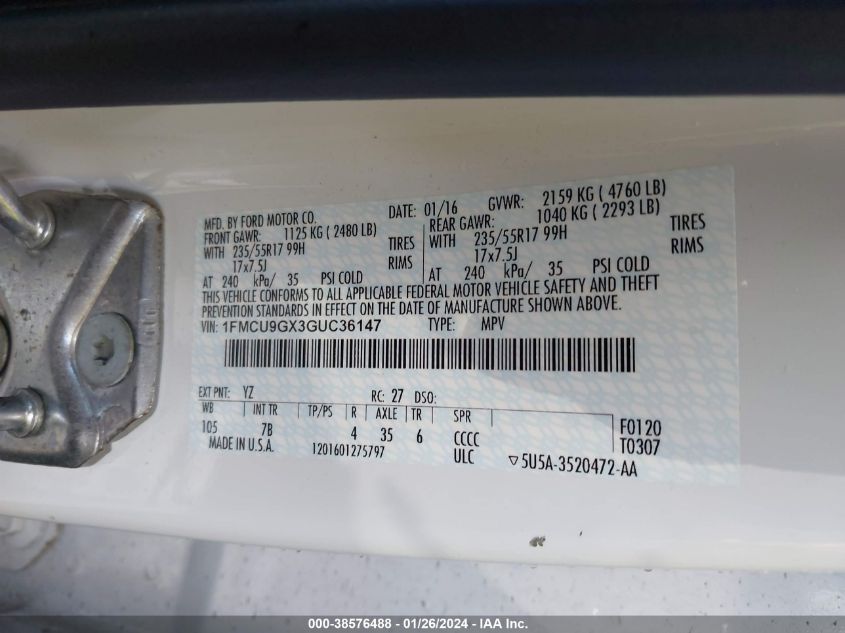 MFD. BY FORD MOTOR CO.
DATE: 01/16 GVWR: 2159 KG ( 4760 LB)
FRONT GAWR: 1125 KG ( 2480 LB)
REAR GAWR: 1040 KG ( 2293 LB)
WITH 235/55R17 99H TIRES
WITH 235/55R17 99H TIRES
17x7.5J RIMS
17x7.5J RIMS
AT 240 kPa/ 35 PSI COLD
AT 240 kPa/ 35 PSI COLD
THIS VEHICLE CONFORMS TO ALL APPLICABLE FEDERAL MOTOR VEHICLE SAFETY AND THEFT
PREVENTION STANDARDS IN EFFECT ON THE DATE OF MANUFACTURE SHOWN ABOVE.
VIN: 1FMCU9GX3GUC36147 TYPE: MPV
EXT PNT: YZ RC: 27 DSO:
WB INT TR TP/PS R AXLE TR SPR
105 7B 4 35 6 CCCC F0120
ULC T0307
MADE IN U.S.A. 1201601275797 ▽5U5A-3520472-AA
000-38576488 - 01/26/2024 - IAA Inc.